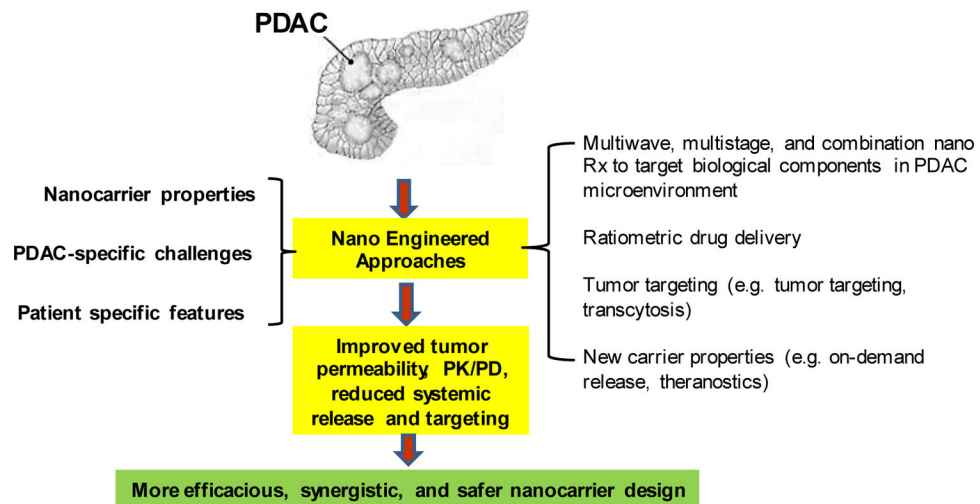 PDAC
Nanocarrier properties
PDAC-specific challenges
Patient specific features
Nano Engineered
Approaches
Multiwave, multistage, and combination nano
Rx to target biological components in PDAC
microenvironment
Ratiometric drug delivery
Tumor targeting (e.g. tumor targeting,
transcytosis)
New carrier properties (e.g. on-demand
release, theranostics)
Improved tumor
permeability, PK/PD,
reduced systemic
release and targeting
More efficacious, synergistic, and safer nanocarrier design